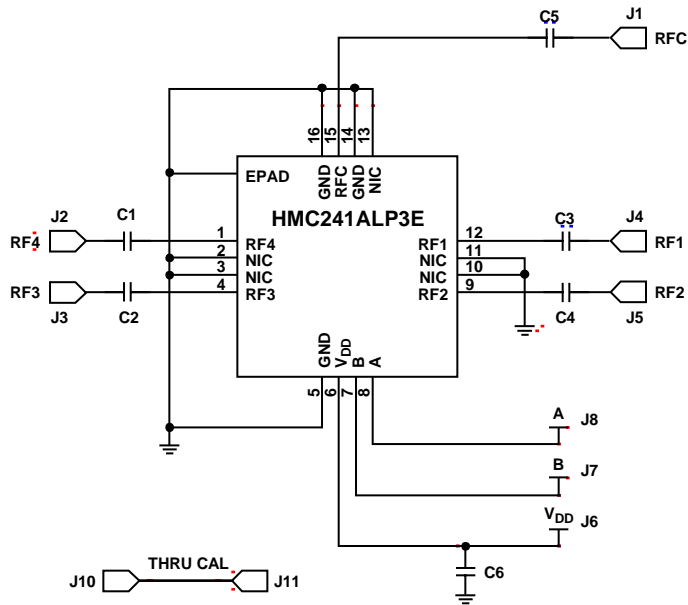 C5
J1
RFC
16
15
14
13
GND
RFC
GND
NIC
EPAD
HMC241ALP3E
J2
C1
RF4
1
RF4
2
NIC
3
NIC
4
RF3
RF3
J3
C2
RF1
12
NIC
11
NIC
10
RF2
9
C3
J4
RF1
RF2
C4
J5
GND
VDD
B
A
5
6
7
8
A
J8
B
J7
VDD
J6
C6
THRU CAL
J10
J11